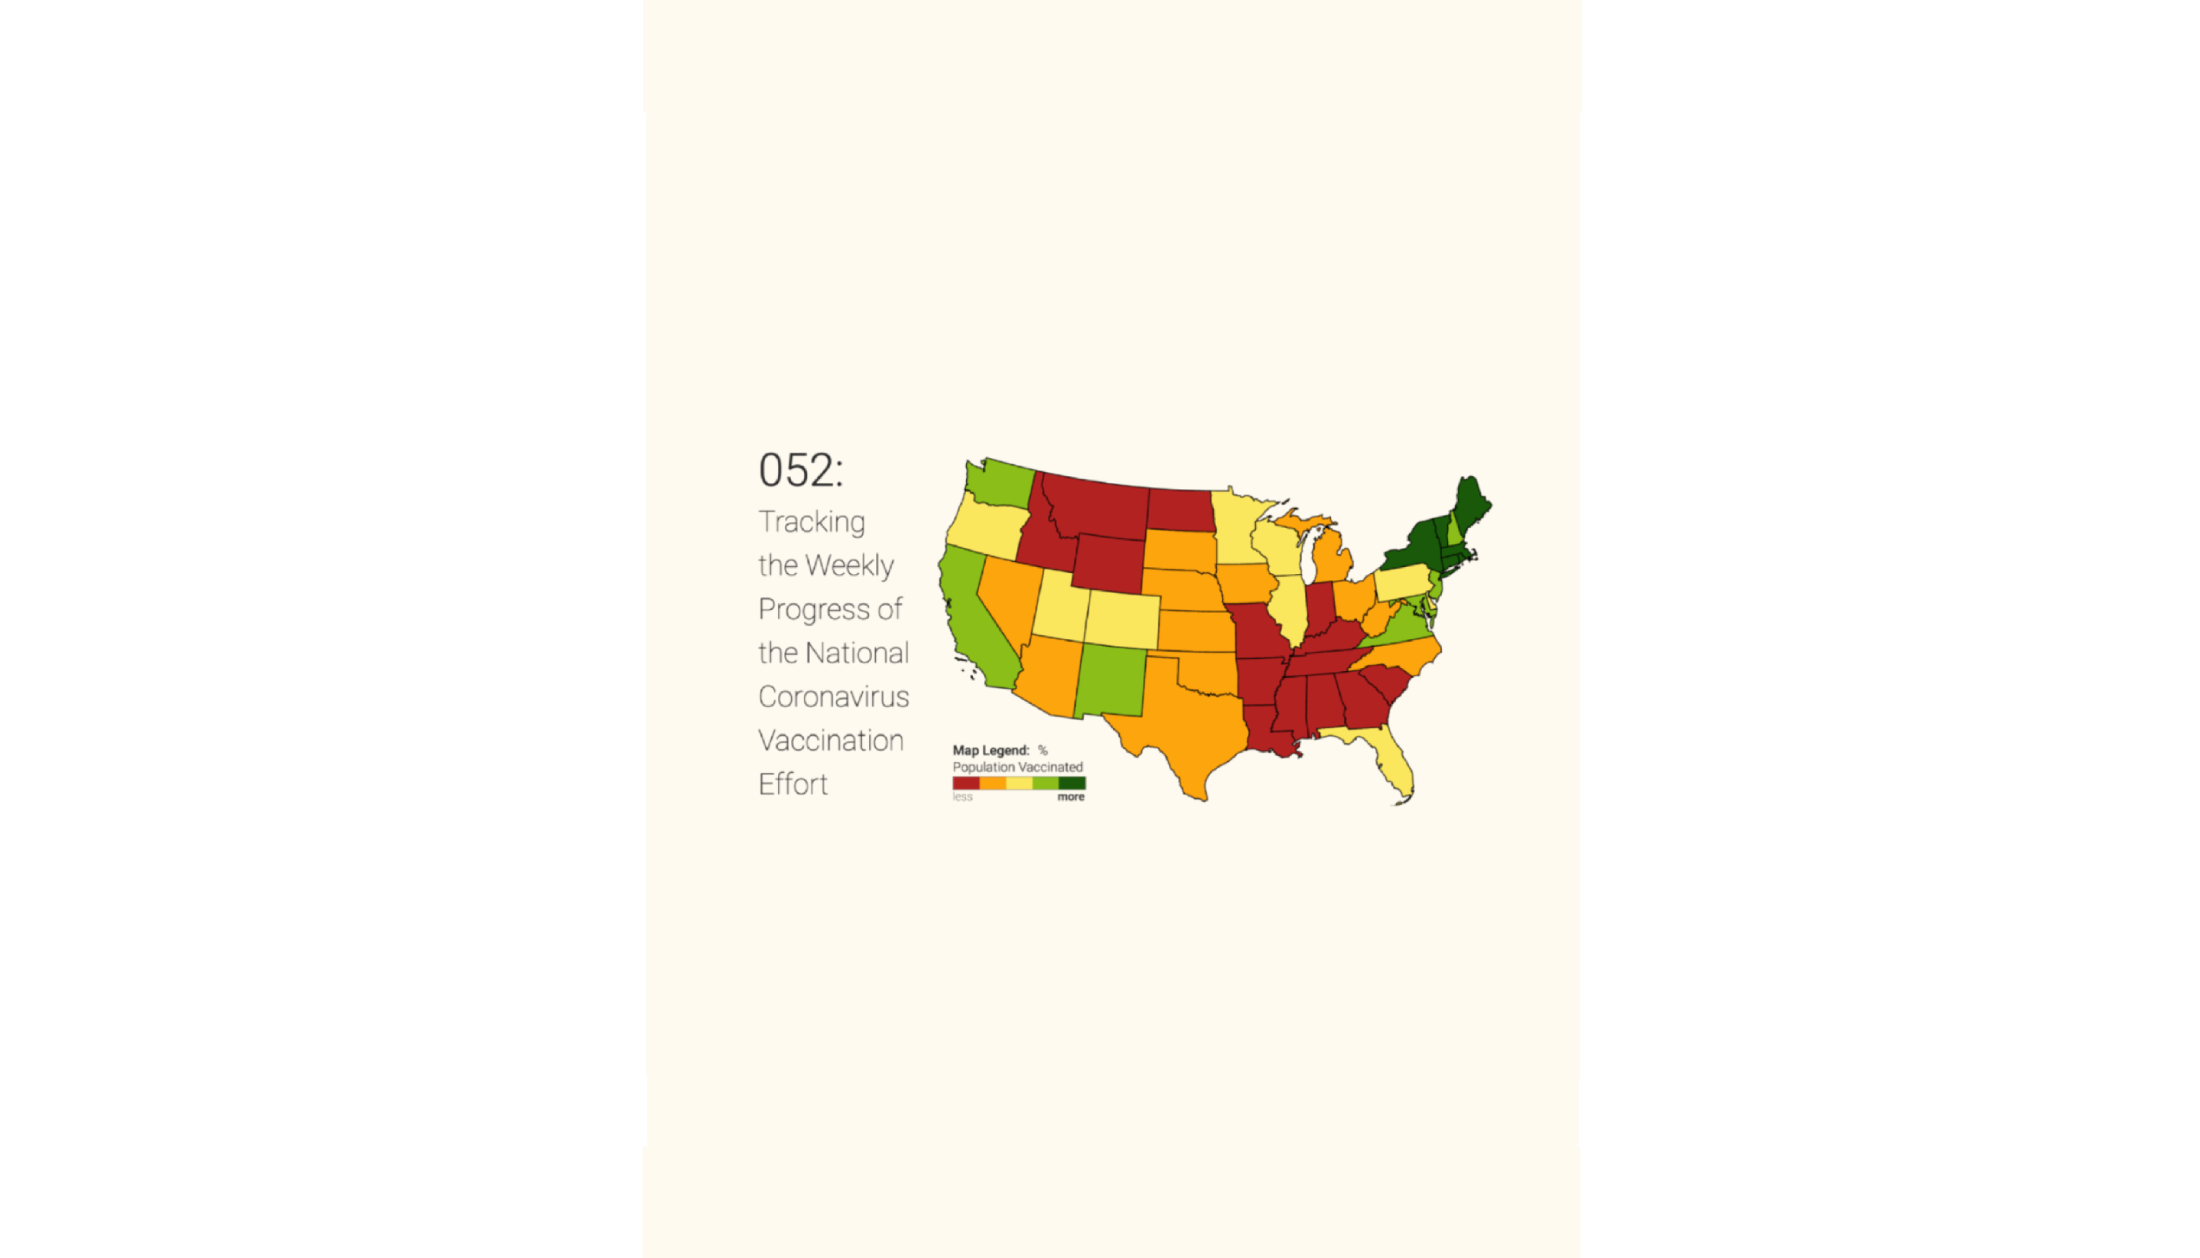 052:
Tracking
the Weekly
Progress of
the National
Coronavirus
Vaccination
Effort
Map Legend: %
Population Vaccinated
less more